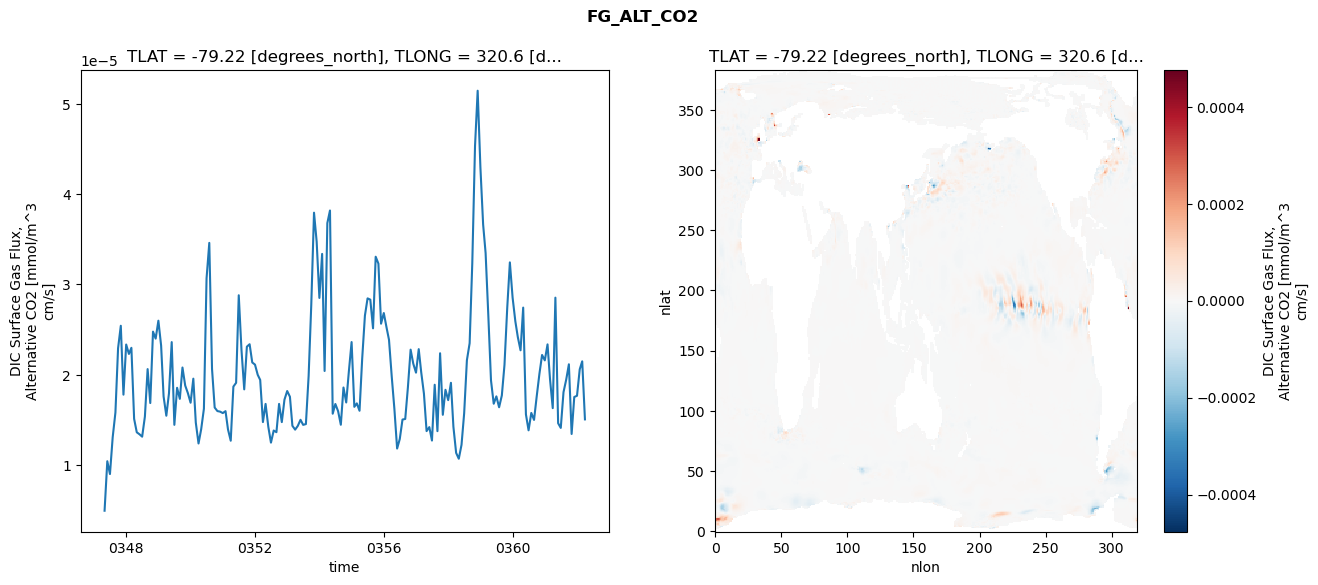 FG_ALT_CO2
TLAT = -79.22 [degrees_north], TLONG = 320.6 [d...
1e−5
5
4
3
2
1
DIC Surface Gas Flux,
Alternative CO2 [mmol/m^3
cm/s]
0348
0352
0356
0360
time
TLAT = -79.22 [degrees_north], TLONG = 320.6 [d...
350
300
250
200
150
100
50
0
nlat
0
50
100
150
200
250
300
nlon
0.0004
0.0002
0.0000
−0.0002
−0.0004
DIC Surface Gas Flux,
Alternative CO2 [mmol/m^3
cm/s]